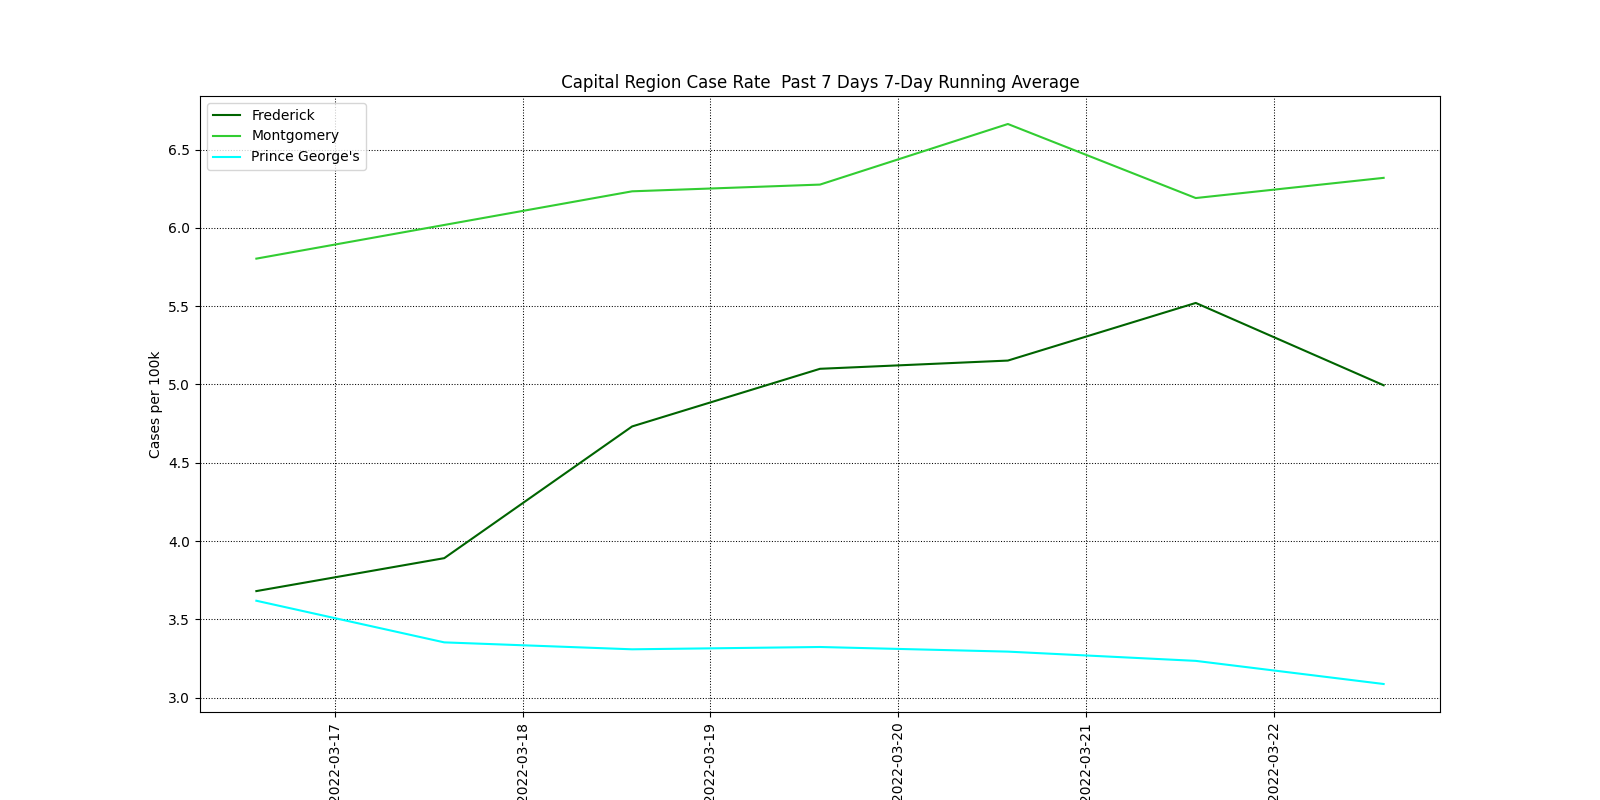 Capital Region Case Rate  Past 7 Days 7-Day Running Average
Frederick
Montgomery
Prince George's
Cases per 100k
6.5
6.0
5.5
5.0
4.5
4.0
3.5
3.0
2022-03-17
2022-03-18
2022-03-19
2022-03-20
2022-03-21
2022-03-22